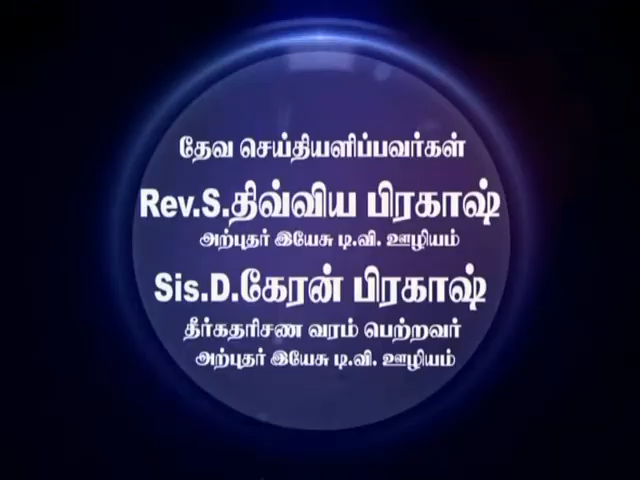 தேவ செய்தியளிப்பவர்கள்
Rev.S.திவ்விய பிரகாஷ்
அற்புதர் இயேசு டி.வி. ஊழியம்
Sis.D.கேரன் பிரகாஷ்
தீர்கதரிசண வரம் பெற்றவர்
அற்புதர் இயேசு டி.வி. ஊழியம்